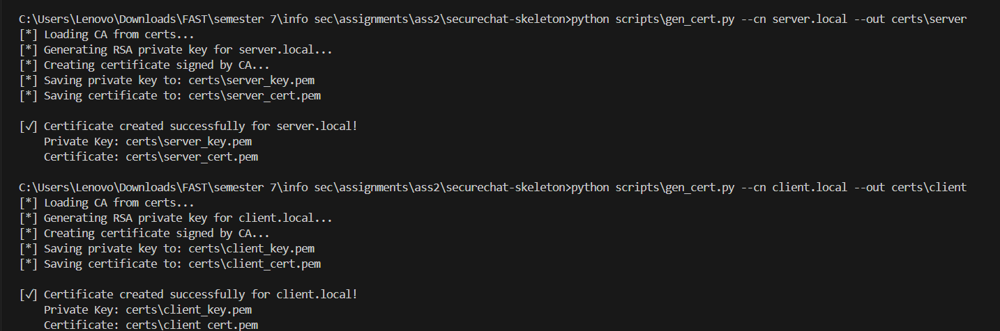 C:\Users\Lenovo\Downloads\FAST\semester 7\info sec\assignments\ass2\securechat-skeleton>python scripts\gen_cert.py --cn server.local --out certs\server
[*] Loading CA from certs...
[*] Generating RSA private key for server.local...
[*] Creating certificate signed by CA...
[*] Saving private key to: certs\server_key.pem
[*] Saving certificate to: certs\server_cert.pem
[✓] Certificate created successfully for server.local!
Private Key: certs\server_key.pem
Certificate: certs\server_cert.pem
C:\Users\Lenovo\Downloads\FAST\semester 7\info sec\assignments\ass2\securechat-skeleton>python scripts\gen_cert.py --cn client.local --out certs\client
[*] Loading CA from certs...
[*] Generating RSA private key for client.local...
[*] Creating certificate signed by CA...
[*] Saving private key to: certs\client_key.pem
[*] Saving certificate to: certs\client_cert.pem
[✓] Certificate created successfully for client.local!
Private Key: certs\client_key.pem
Certificate: certs\client_cert.pem